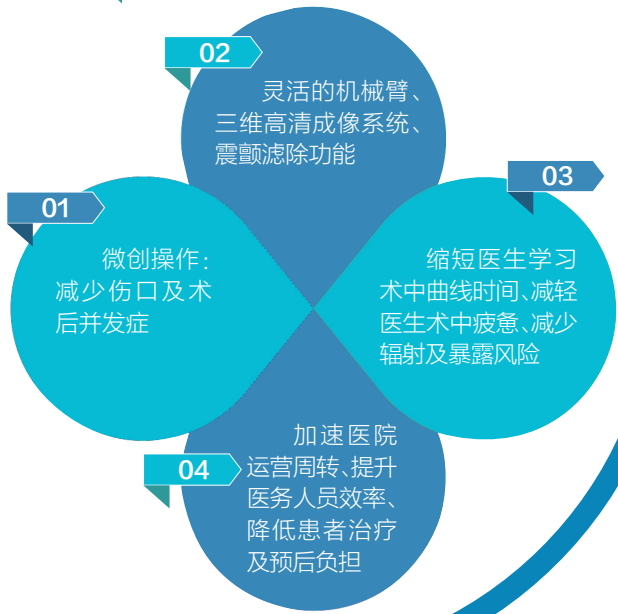 01
微创操作：
减少伤口及术
后并发症
02
灵活的机械臂、
三维高清成像系统、
震颤滤除功能
03
缩短医生学习
术中曲线时间、减轻
医生术中疲惫、减少
辐射及暴露风险
04
加速医院
运营周转、提升
医务人员效率、
降低患者治疗
及预后负担